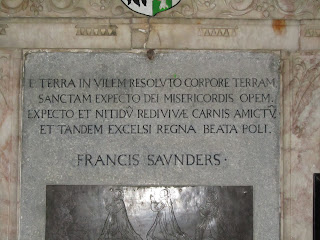 E TERRA IN VILEM RESOLVTO CORPORE TERRAM,
SANCTAM EXPECTO DEI MISERICORDIS OPEM,
EXPECTO ET NITIDV̄ REDIVIVÆ CARNIS AMICTV̄,
ET TANDEM EXCELSI REGNA BEATA POLI.
FRANCIS SAVNDERS·